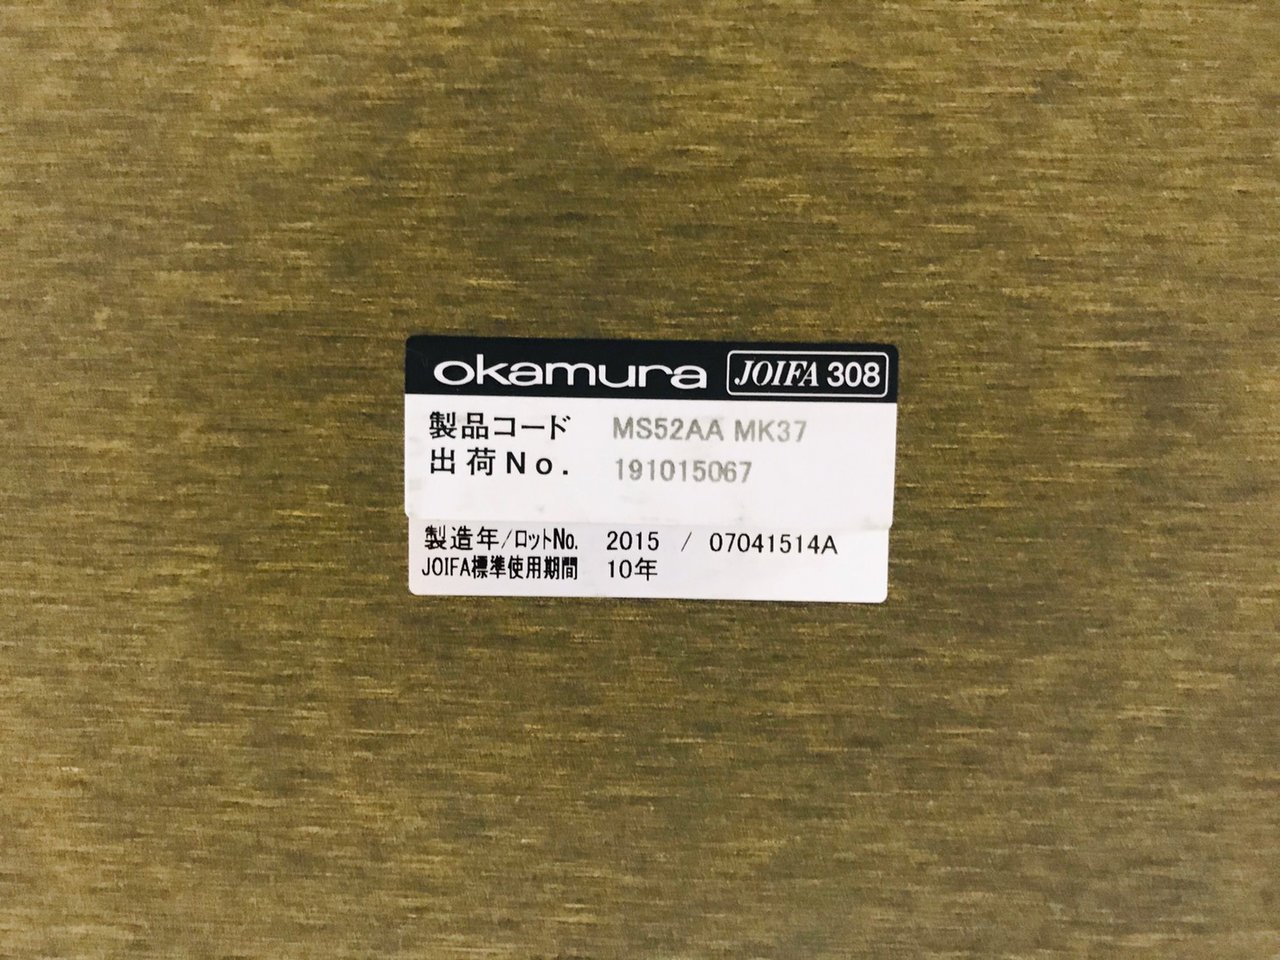 okamura JOIFA 308
製品コード MS52AA MK37
出荷No. 191015067
製造年/ロットNo. 2015 / 07041514A
JOIFA標準使用期間 10年